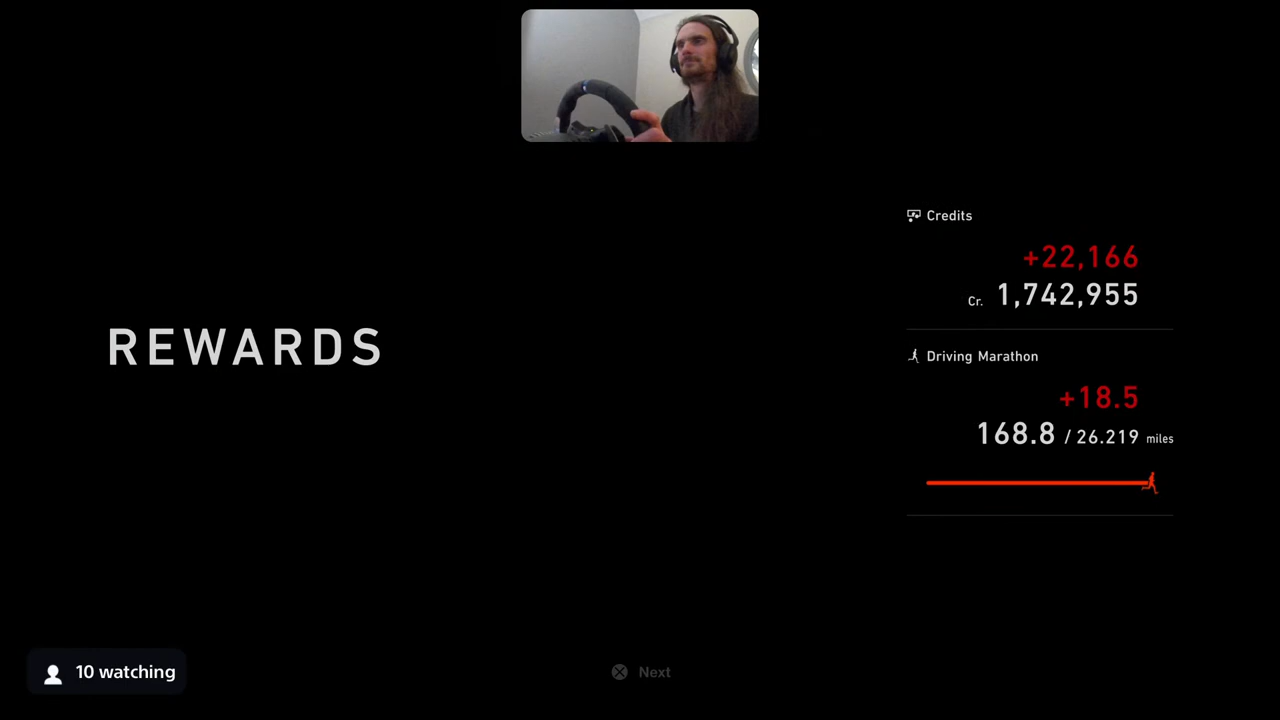 REWARDS
Credits
+22,166
Cr. 1,742,955
Driving Marathon
+18.5
168.8 / 26.219 miles
10 watching
Next